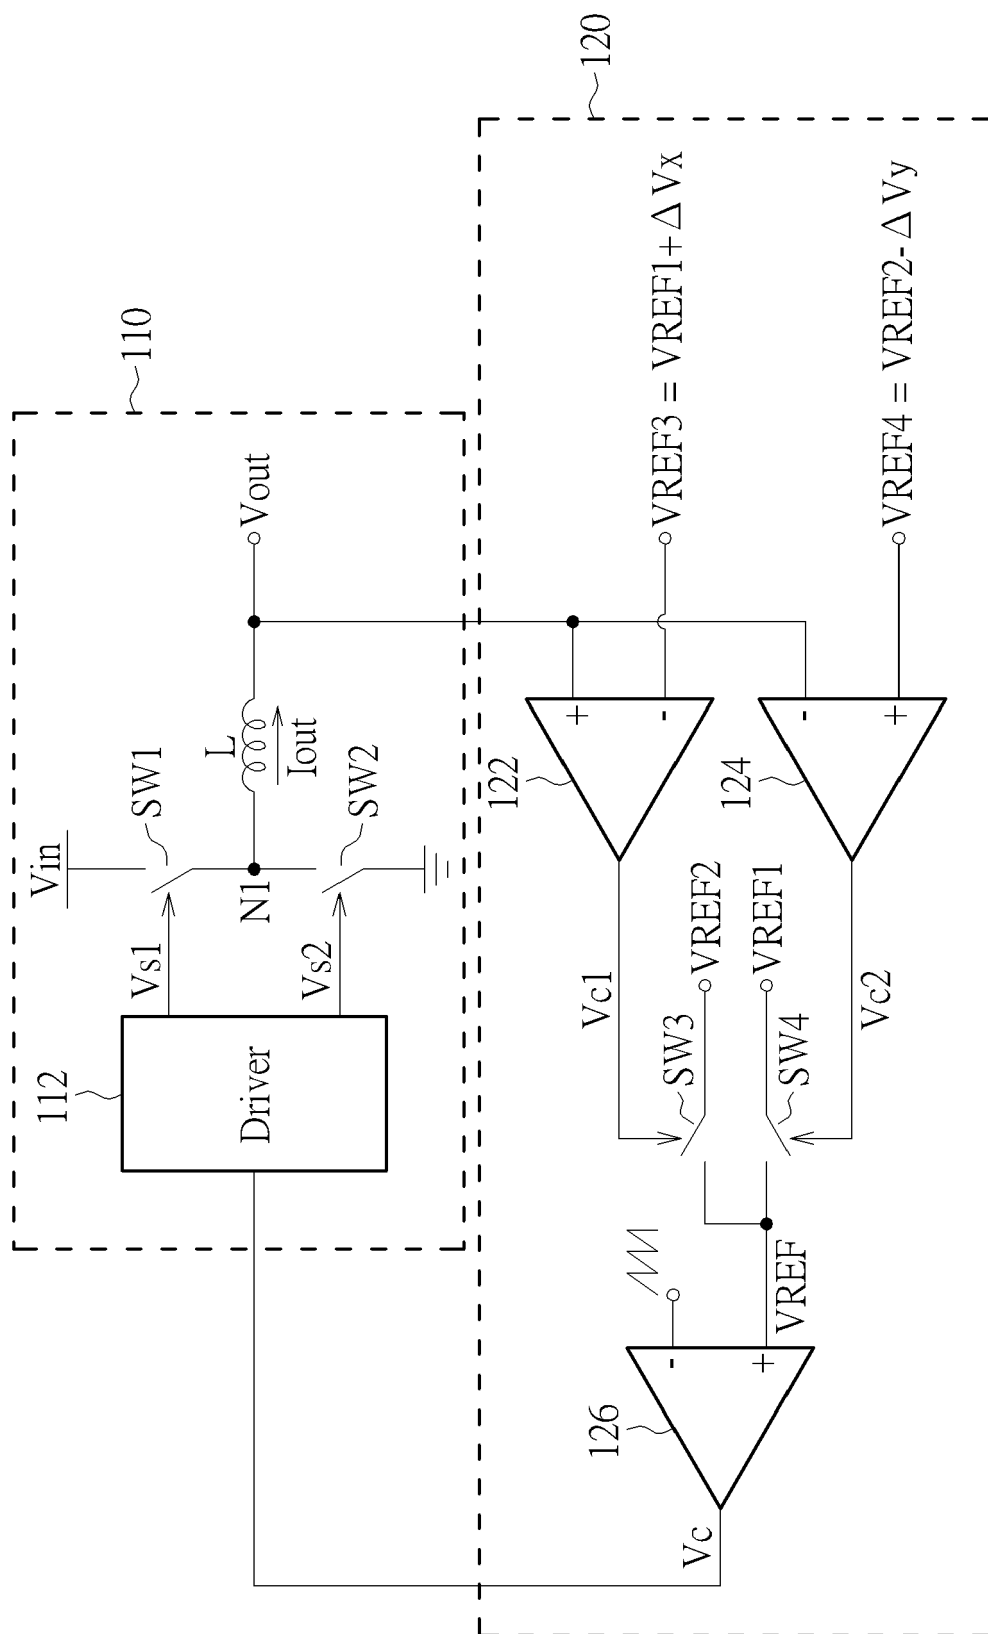 110
Vin
SW1
Vs1
112
Driver
N1
L
Iout
Vout
Vs2
SW2
120
122
+
-
VREF3 = VREF1+ΔVx
Vc1
SW3
VREF2
124
-
+
VREF4 = VREF2-ΔVy
SW4
VREF1
Vc2
126
-
+
VREF
Vc